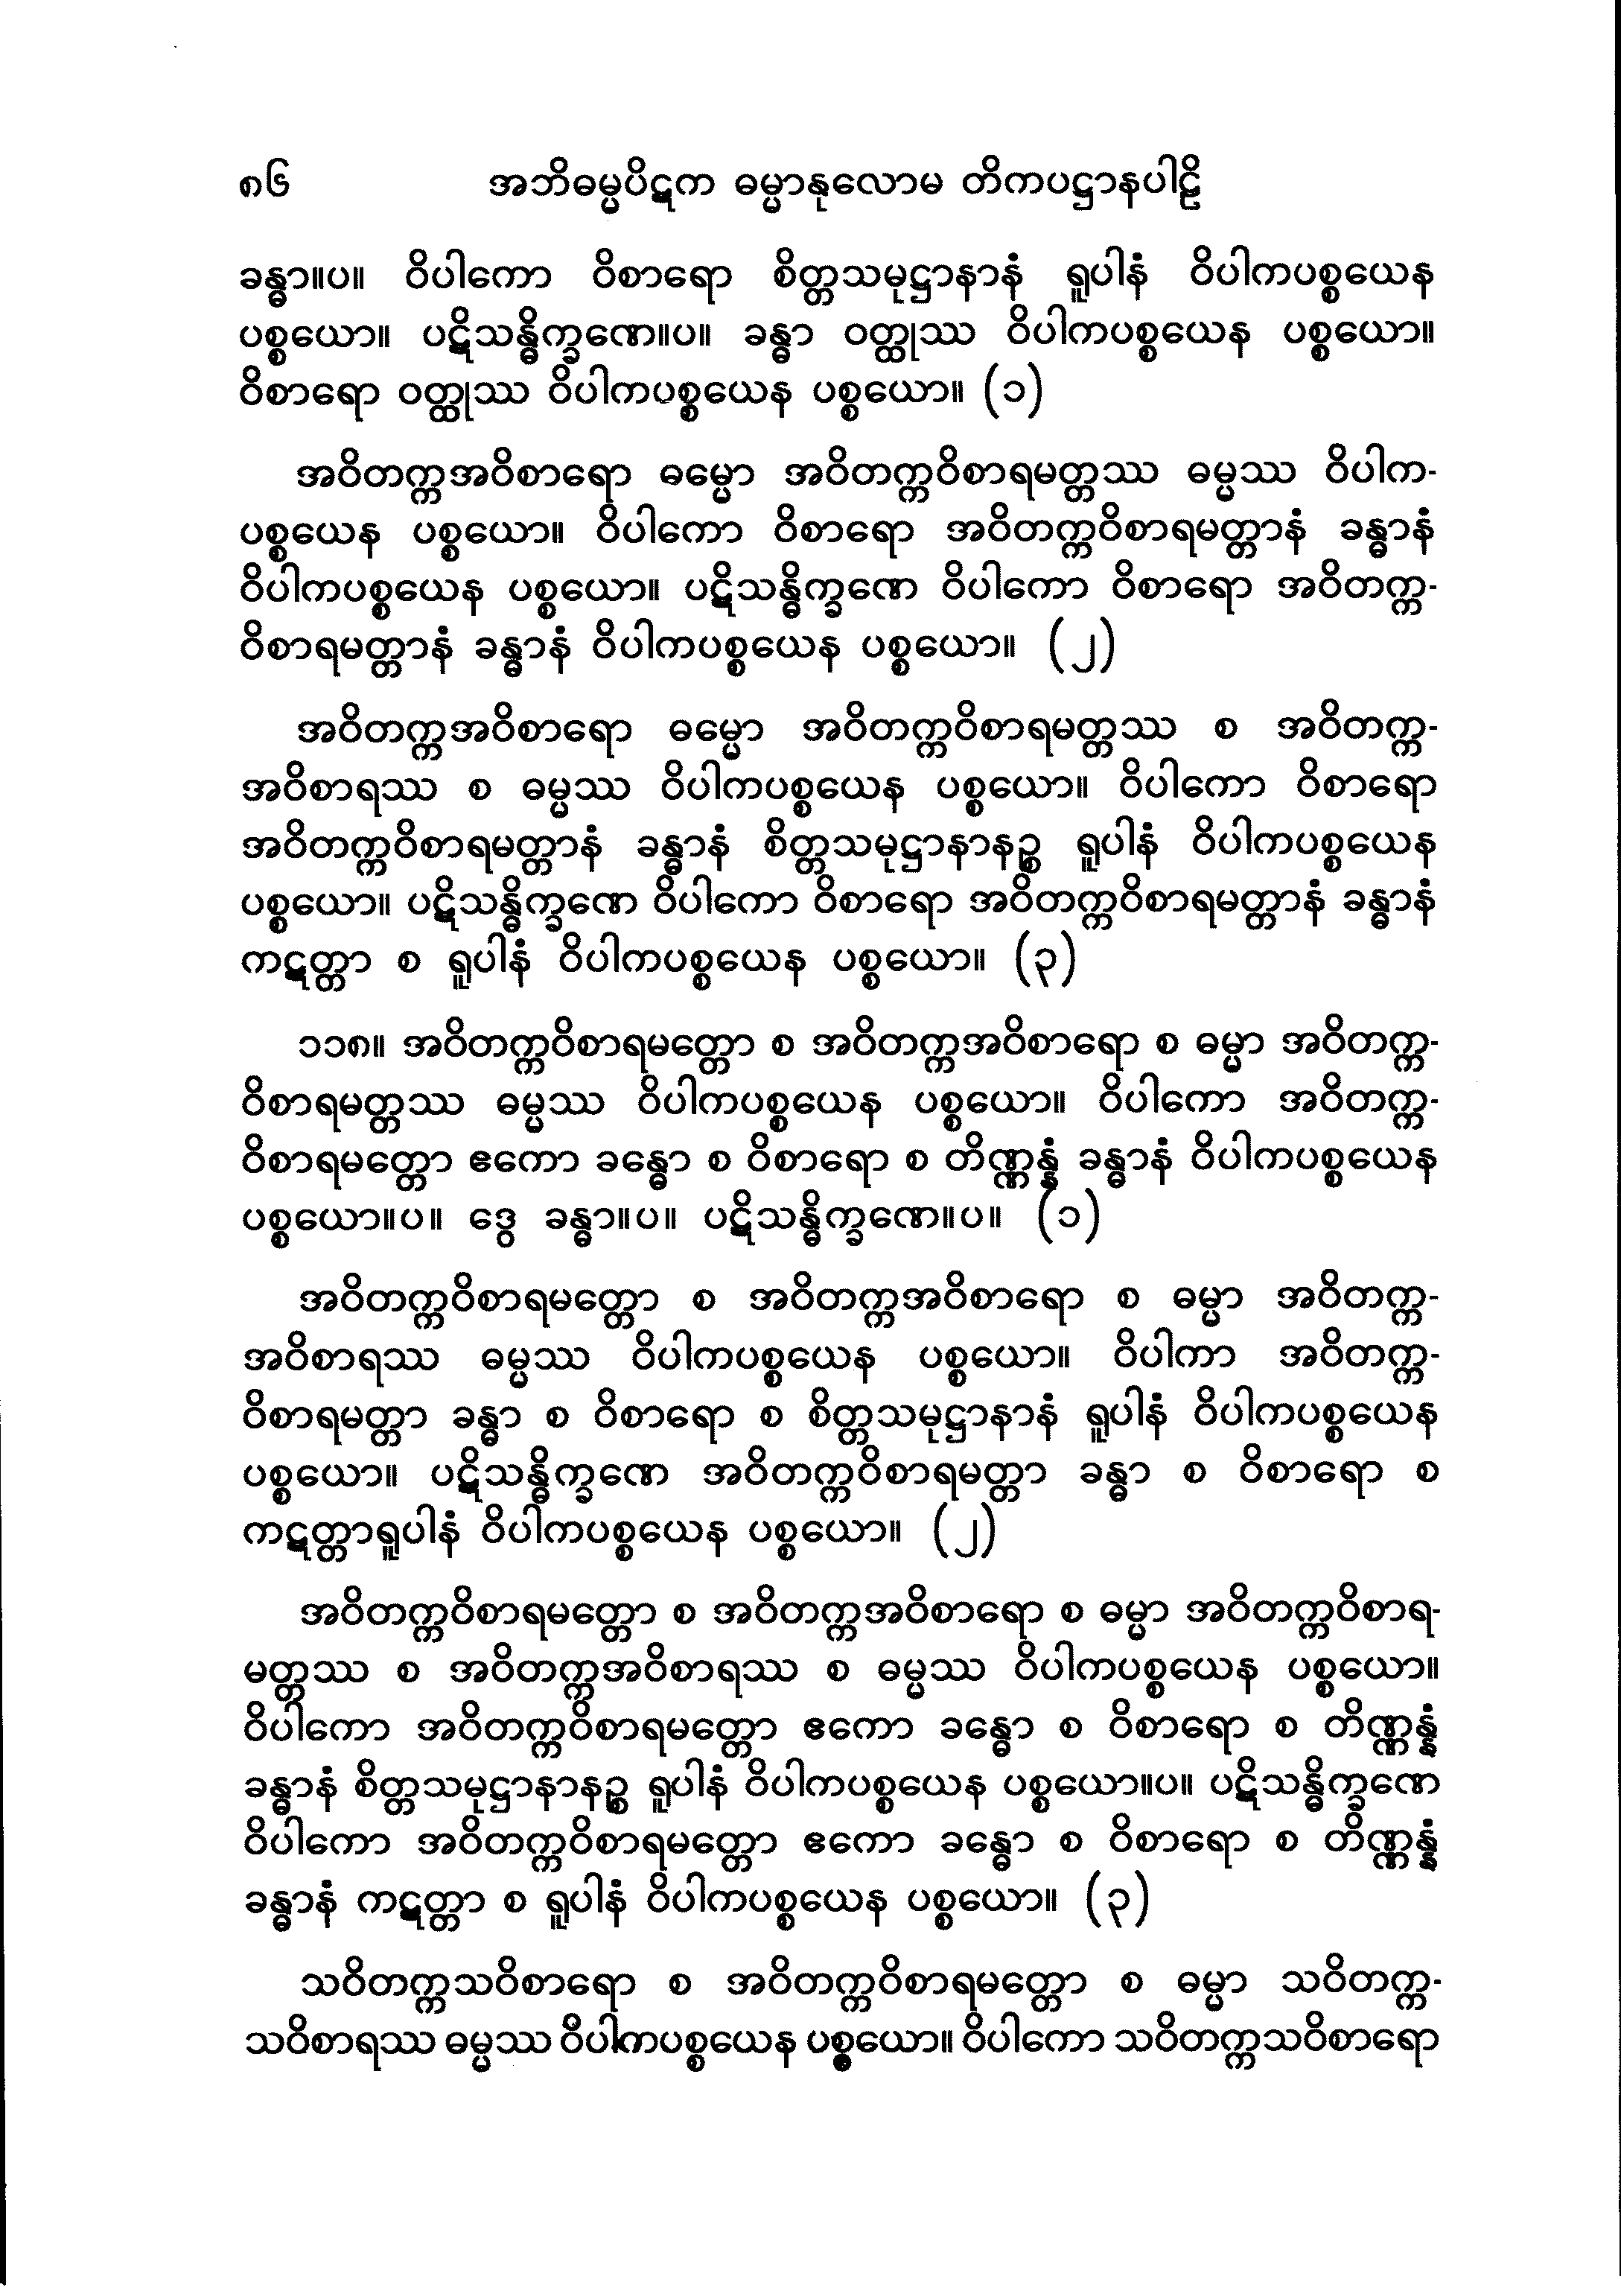 ၈၆ အဘိဓမ္မပိဋက ဓမ္မာနုလောမ တိကပဋ္ဌာနပါဠိ
ခန္ဓာ။ပ။ ဝိပါကော ဝိစာရော စိတ္တသမုဋ္ဌာနာနံ ရူပါနံ ဝိပါကပစ္စယေန
ပစ္စယော။ ပဋိသန္ဓိက္ခဏေ။ပ။ ခန္ဓာ ဝတ္ထုဿ ဝိပါကပစ္စယေန ပစ္စယော။
ဝိစာရော ဝတ္ထုဿ ဝိပါကပစ္စယေန ပစ္စယော။ (၁)
အဝိတက္ကအဝိစာရော ဓမ္မော အဝိတက္ကဝိစာရမတ္တဿ ဓမ္မဿ ဝိပါက-
ပစ္စယေန ပစ္စယော။ ဝိပါကော ဝိစာရော အဝိတက္ကဝိစာရမတ္တာနံ ခန္ဓာနံ
ဝိပါကပစ္စယေန ပစ္စယော။ ပဋိသန္ဓိက္ခဏေ ဝိပါကော ဝိစာရော အဝိတက္က-
ဝိစာရမတ္တာနံ ခန္ဓာနံ ဝိပါကပစ္စယေန ပစ္စယော။ (၂)
အဝိတက္ကအဝိစာရော ဓမ္မော အဝိတက္ကဝိစာရမတ္တဿ စ အဝိတက္က-
အဝိစာရဿ စ ဓမ္မဿ ဝိပါကပစ္စယေန ပစ္စယော။ ဝိပါကော ဝိစာရော
အဝိတက္ကဝိစာရမတ္တာနံ ခန္ဓာနံ စိတ္တသမုဋ္ဌာနာနဉ္စ ရူပါနံ ဝိပါကပစ္စယေန
ပစ္စယော။ ပဋိသန္ဓိက္ခဏေ ဝိပါကော ဝိစာရော အဝိတက္ကဝိစာရမတ္တာနံ ခန္ဓာနံ
ကဋတ္တာ စ ရူပါနံ ဝိပါကပစ္စယေန ပစ္စယော။ (၃)
၁၁၈။ အဝိတက္ကဝိစာရမတ္တော စ အဝိတက္ကအဝိစာရော စ ဓမ္မာ အဝိတက္က-
ဝိစာရမတ္တဿ ဓမ္မဿ ဝိပါကပစ္စယေန ပစ္စယော။ ဝိပါကော အဝိတက္က-
ဝိစာရမတ္တော ဧကော ခန္ဓော စ ဝိစာရော စ တိဏ္ဏန္နံ ခန္ဓာနံ ဝိပါကပစ္စယေန
ပစ္စယော။ပ။ ဒွေ ခန္ဓာ။ပ။ ပဋိသန္ဓိက္ခဏေ။ပ။ (၁)
အဝိတက္ကဝိစာရမတ္တော စ အဝိတက္ကအဝိစာရော စ ဓမ္မာ အဝိတက္က-
အဝိစာရဿ ဓမ္မဿ ဝိပါကပစ္စယေန ပစ္စယော။ ဝိပါကာ အဝိတက္က-
ဝိစာရမတ္တာ ခန္ဓာ စ ဝိစာရော စ စိတ္တသမုဋ္ဌာနာနံ ရူပါနံ ဝိပါကပစ္စယေန
ပစ္စယော။ ပဋိသန္ဓိက္ခဏေ အဝိတက္ကဝိစာရမတ္တာ ခန္ဓာ စ ဝိစာရော စ
ကဋတ္တာရူပါနံ ဝိပါကပစ္စယေန ပစ္စယော။ (၂)
အဝိတက္ကဝိစာရမတ္တော စ အဝိတက္ကအဝိစာရော စ ဓမ္မာ အဝိတက္ကဝိစာရ-
မတ္တဿ စ အဝိတက္ကအဝိစာရဿ စ ဓမ္မဿ ဝိပါကပစ္စယေန ပစ္စယော။
ဝိပါကော အဝိတက္ကဝိစာရမတ္တော ဧကော ခန္ဓော စ ဝိစာရော စ တိဏ္ဏန္နံ
ခန္ဓာနံ စိတ္တသမုဋ္ဌာနာနဉ္စ ရူပါနံ ဝိပါကပစ္စယေန ပစ္စယော။ပ။ ပဋိသန္ဓိက္ခဏေ
ဝိပါကော အဝိတက္ကဝိစာရမတ္တော ဧကော ခန္ဓော စ ဝိစာရော စ တိဏ္ဏန္နံ
ခန္ဓာနံ ကဋတ္တာ စ ရူပါနံ ဝိပါကပစ္စယေန ပစ္စယော။ (၃)
သဝိတက္ကသဝိစာရော စ အဝိတက္ကဝိစာရမတ္တော စ ဓမ္မာ သဝိတက္က-
သဝိစာရဿ ဓမ္မဿ ဝိပါကပစ္စယေန ပစ္စယော။ ဝိပါကော သဝိတက္ကသဝိစာရော